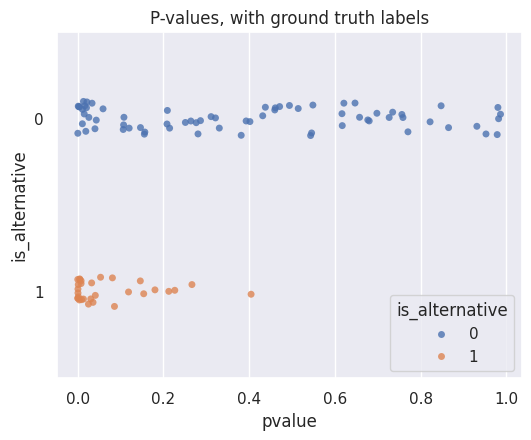 P-values, with ground truth labels
0
1
is_alternative
is_alternative
0
1
0.0 0.2 0.4 0.6 0.8 1.0
pvalue